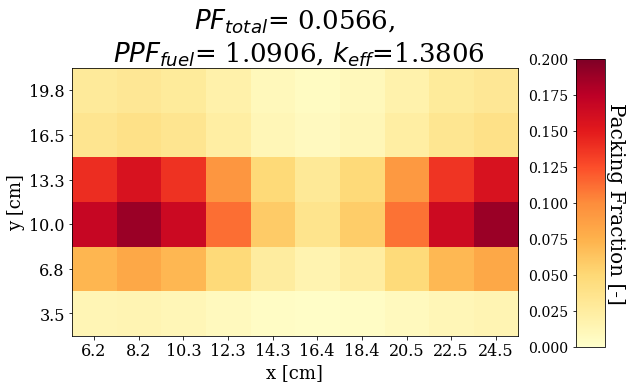 PF_total= 0.0566,
PPF_fuel= 1.0906, k_eff=1.3806
y [cm]
19.8
16.5
13.3
10.0
6.8
3.5
6.2 8.2 10.3 12.3 14.3 16.4 18.4 20.5 22.5 24.5
x [cm]
0.200
0.175
0.150
0.125
0.100
0.075
0.050
0.025
0.000
Packing Fraction [-]